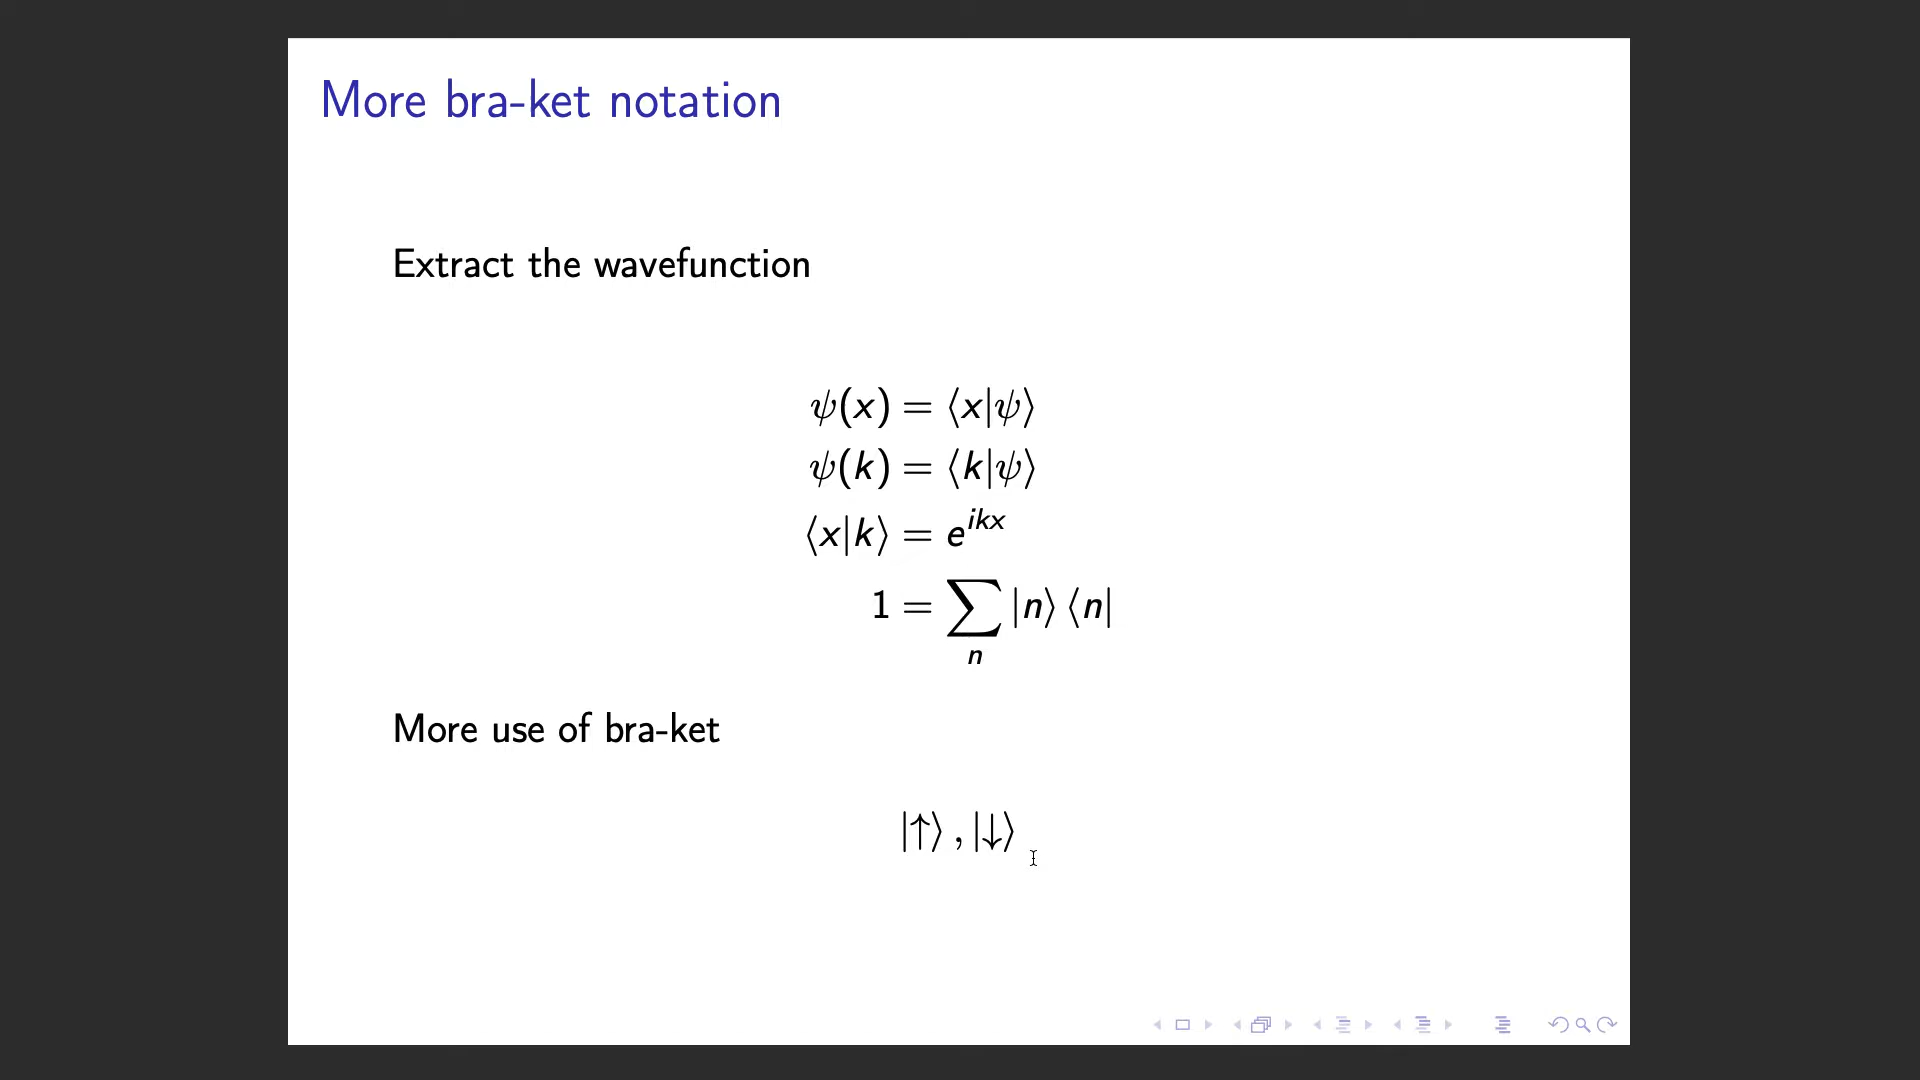 More bra-ket notation
Extract the wavefunction
ψ(x) = ⟨x|ψ⟩
ψ(k) = ⟨k|ψ⟩
⟨x|k⟩ = e^{ikx}
1 = ∑_n |n⟩ ⟨n|
More use of bra-ket
|↑⟩ , |↓⟩